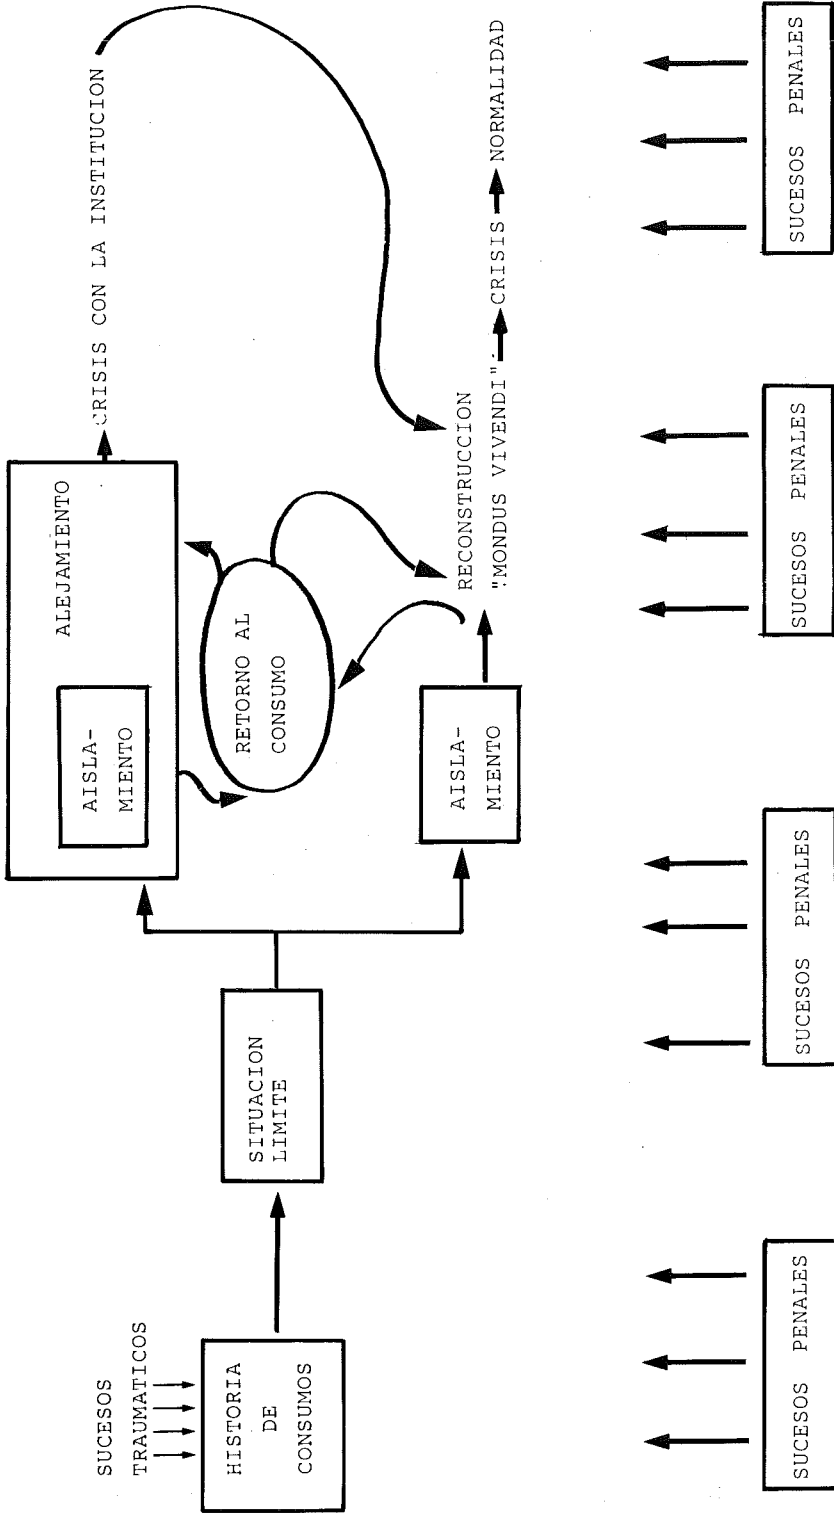 SUCESOS
TRAUMATICOS
HISTORIA
DE
CONSUMOS
SITUACION
LIMITE
ALEJAMIENTO
AISLA-
MIENTO
CRISIS CON LA INSTITUCION
RETORNO AL
CONSUMO
AISLA-
MIENTO
RECONSTRUCCION
"MONDUS VIVENDI"
CRISIS
NORMALIDAD
SUCESOS PENALES
SUCESOS PENALES
SUCESOS PENALES
SUCESOS PENALES